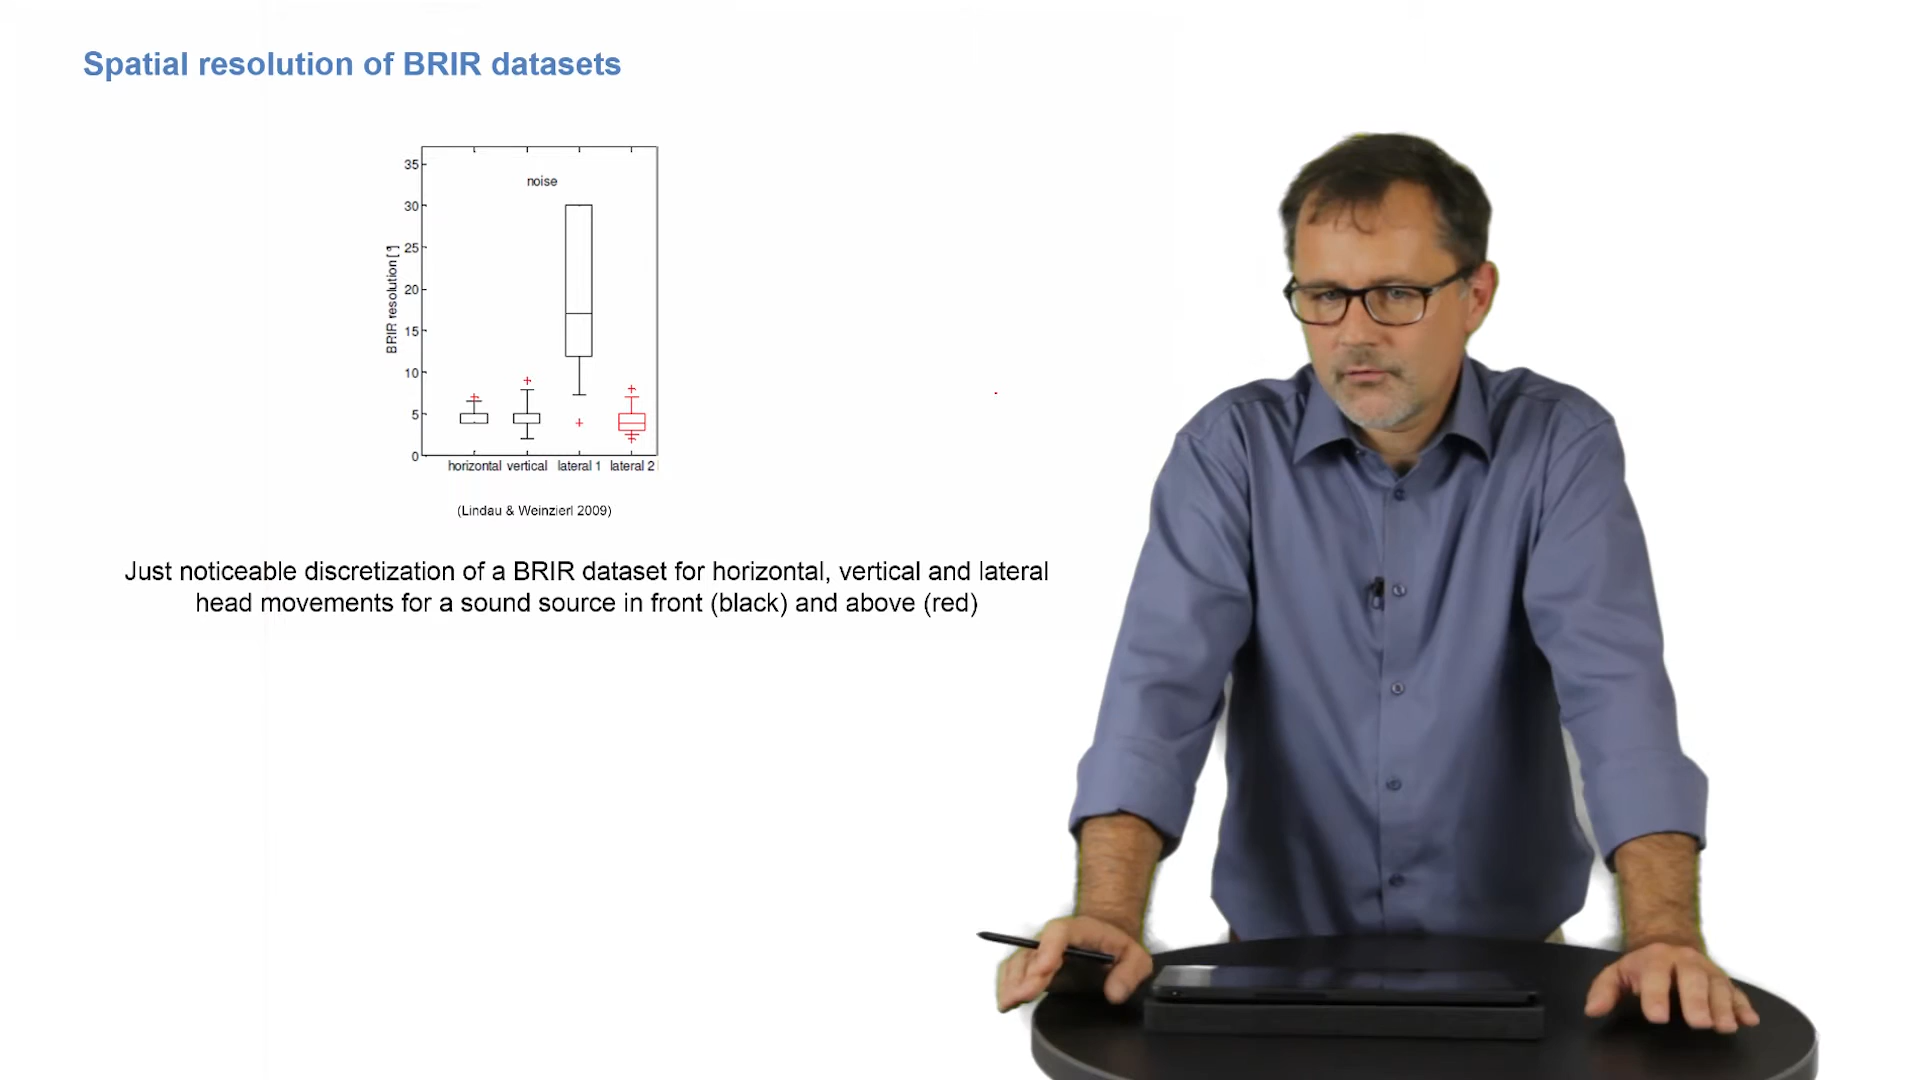 Spatial resolution of BRIR datasets
noise
35
30
25
20
15
10
5
0
BRIR resolution [°]
horizontal vertical lateral 1 lateral 2
(Lindau & Weinzierl 2009)
Just noticeable discretization of a BRIR dataset for horizontal, vertical and lateral
head movements for a sound source in front (black) and above (red)